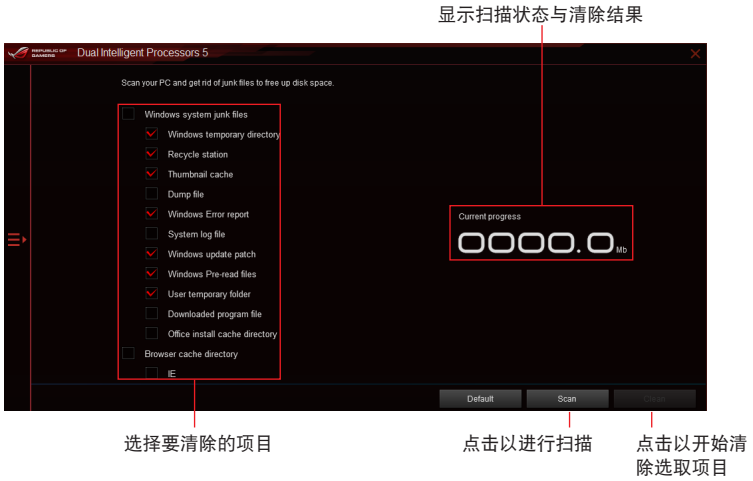 显示扫描状态与清除结果
REPUBLIC OF
GAMERS
Dual Intelligent Processors 5
Scan your PC and get rid of junk files to free up disk space.
Windows system junk files
Windows temporary directory
Recycle station
Thumbnail cache
Dump file
Windows Error report
System log file
Windows update patch
Windows Pre-read files
User temporary folder
Downloaded program file
Office install cache directory
Browser cache directory
IE
Current progress
0000.0 Mb
Default
Scan
Clean
选择要清除的项目
点击以进行扫描
点击以开始清
除选取项目